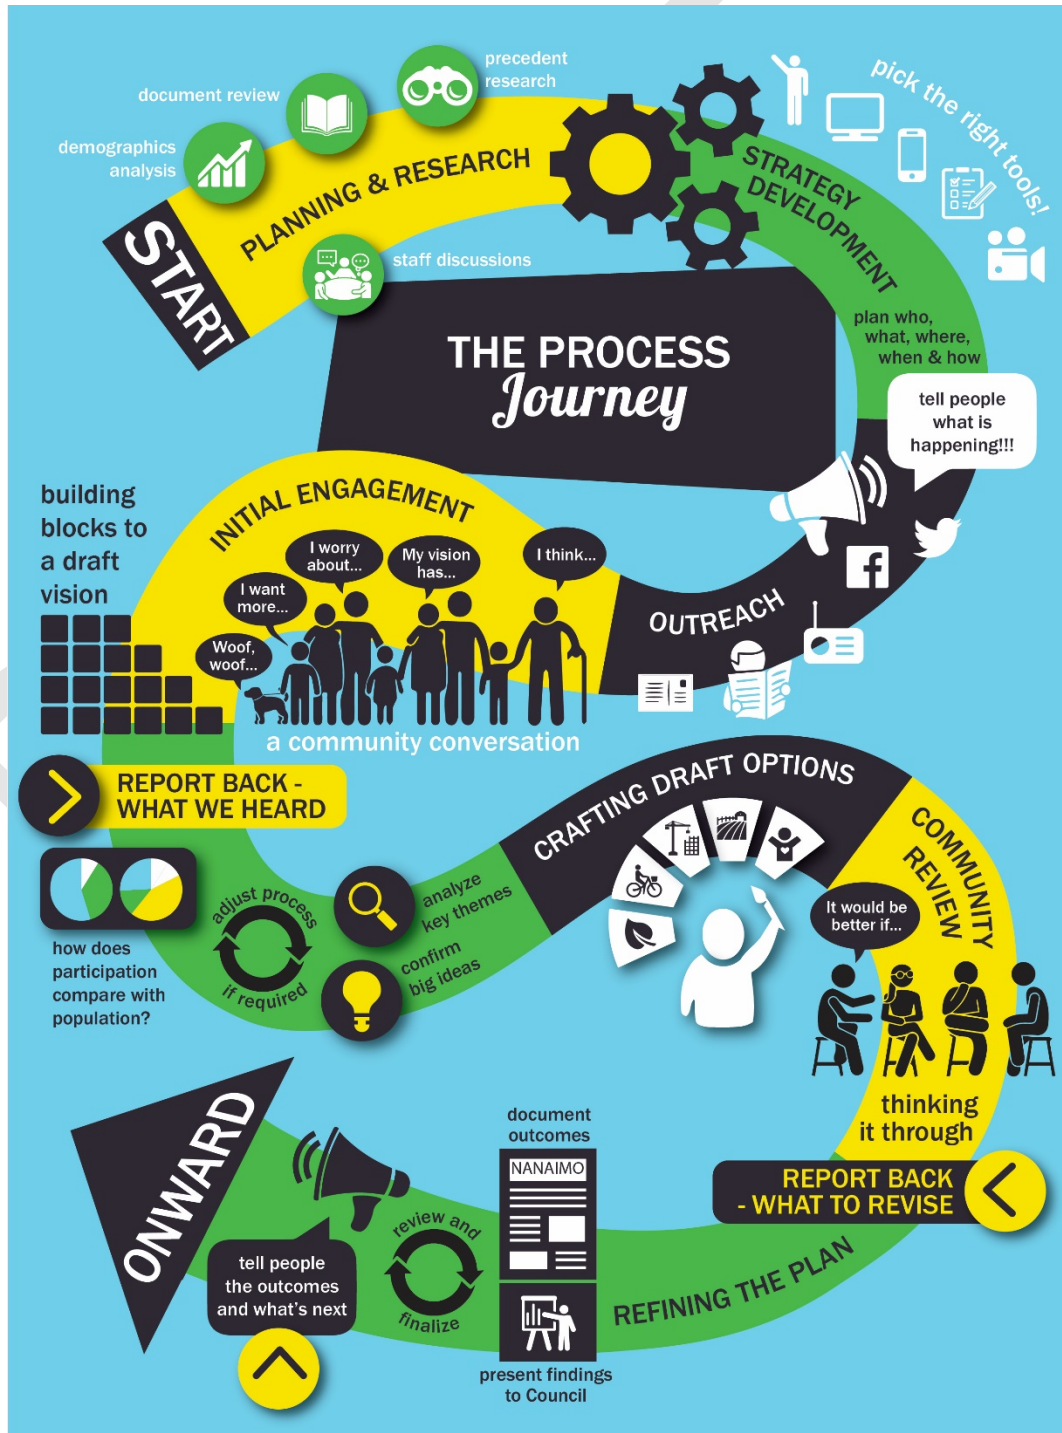 START
demographics
analysis
document review
precedent
research
PLANNING & RESEARCH
staff discussions
STRATEGY
DEVELOPMENT
pick the right tools!
plan who,
what, where,
when & how
THE PROCESS
Journey
tell people
what is
happening!!!
OUTREACH
INITIAL ENGAGEMENT
I think...
My vision
has...
I worry
about...
I want
more...
Woof,
woof...
a community conversation
building
blocks to
a draft
vision
REPORT BACK -
WHAT WE HEARD
how does
participation
compare with
population?
adjust process
if required
analyze
key themes
confirm
big ideas
CRAFTING DRAFT OPTIONS
COMMUNITY
REVIEW
It would be
better if...
thinking
it through
REPORT BACK
- WHAT TO REVISE
REFINING THE PLAN
document
outcomes
NANAIMO
present findings
to Council
review and
finalize
tell people
the outcomes
and what's next
ONWARD